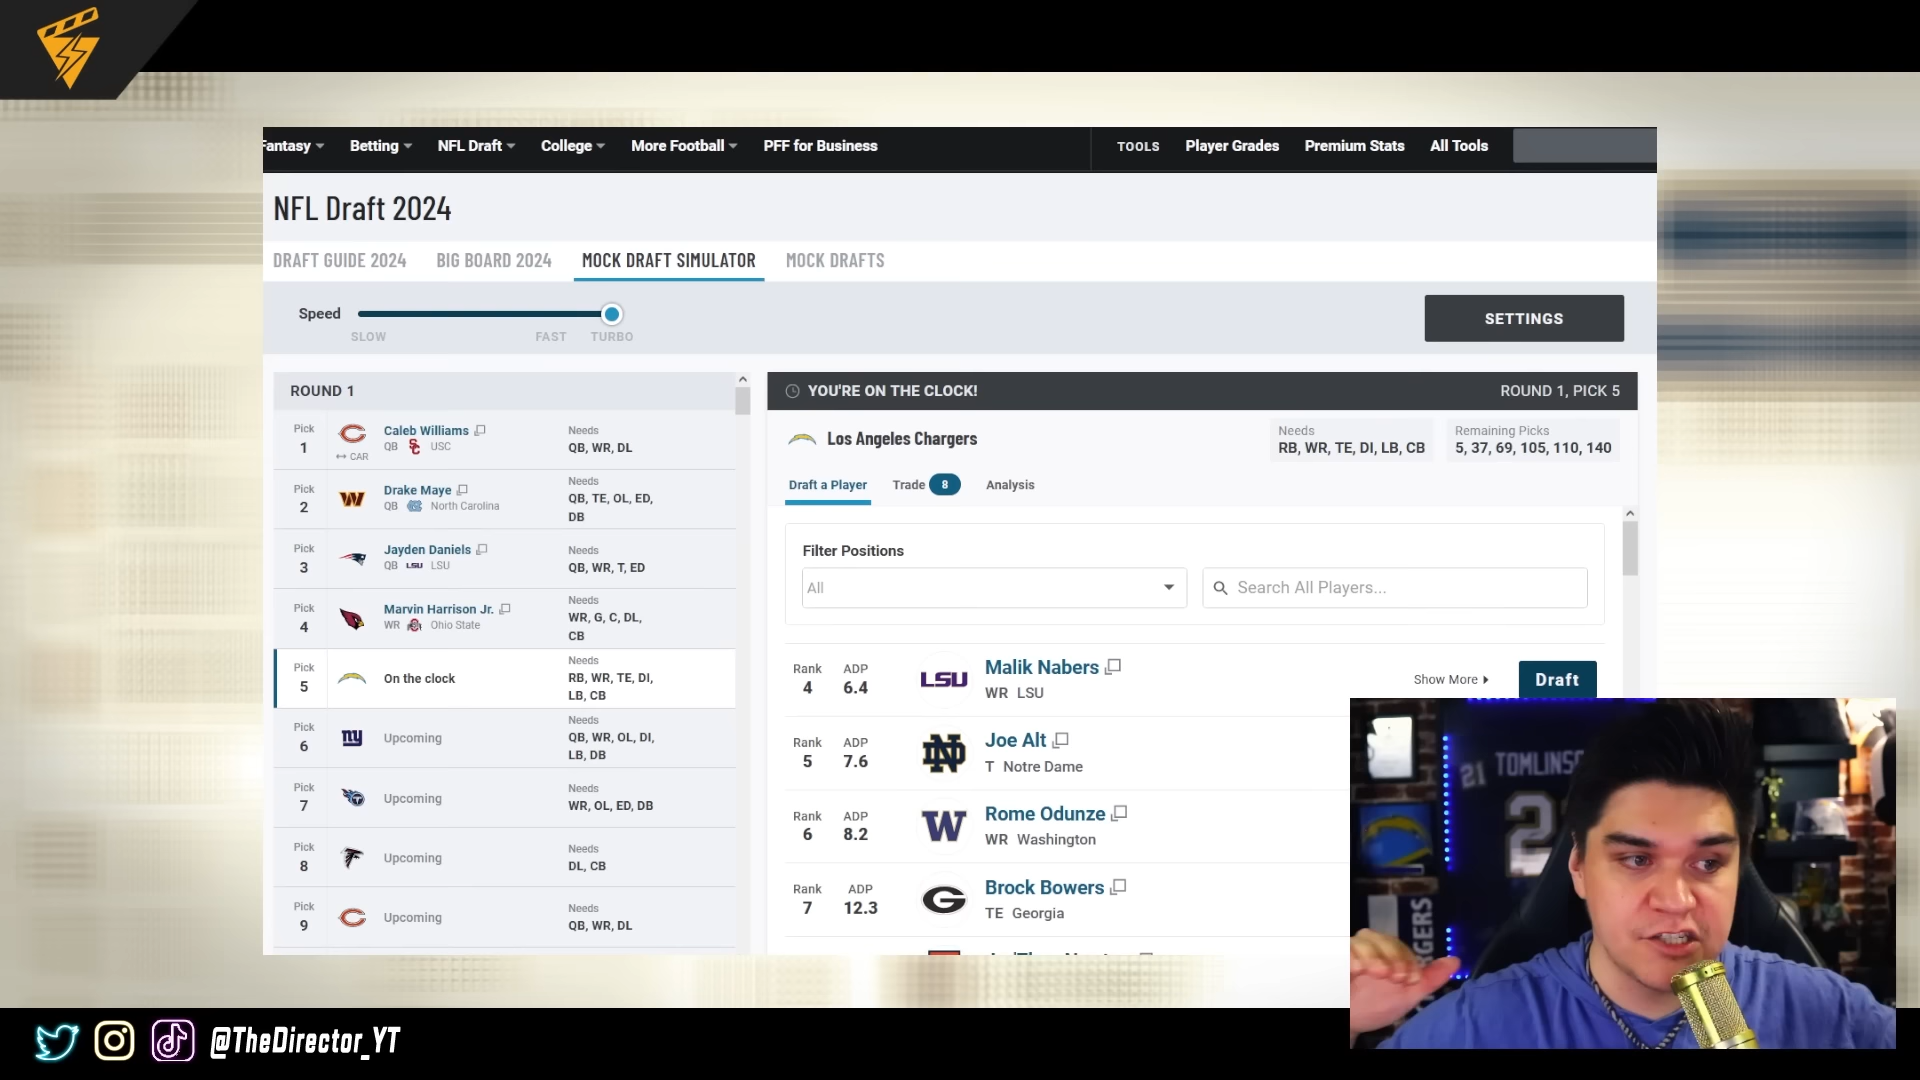 Fantasy Betting NFL Draft College More Football PFF for Business TOOLS Player Grades Premium Stats All Tools
NFL Draft 2024
DRAFT GUIDE 2024 BIG BOARD 2024 MOCK DRAFT SIMULATOR MOCK DRAFTS
Speed
SLOW FAST TURBO
SETTINGS
ROUND 1
Pick
1
CAR
Caleb Williams
QB SC USC
Needs
QB, WR, DL
Pick
2
W
Drake Maye
QB North Carolina
Needs
QB, TE, OL, ED,
DB
Pick
3
Jayden Daniels
QB LSU LSU
Needs
QB, WR, T, ED
Pick
4
Marvin Harrison Jr.
WR Ohio State
Needs
WR, G, C, DL,
CB
Pick
5
On the clock
Needs
RB, WR, TE, DI,
LB, CB
Pick
6
ny
Upcoming
Needs
QB, WR, OL, DI,
LB, DB
Pick
7
Upcoming
Needs
WR, OL, ED, DB
Pick
8
Upcoming
Needs
DL, CB
Pick
9
Upcoming
Needs
QB, WR, DL
YOU'RE ON THE CLOCK!
ROUND 1, PICK 5
Los Angeles Chargers
Needs
RB, WR, TE, DI, LB, CB
Remaining Picks
5, 37, 69, 105, 110, 140
Draft a Player Trade 8 Analysis
Filter Positions
All
Search All Players...
Rank
4
ADP
6.4
LSU
Malik Nabers
WR LSU
Show More
Draft
Rank
5
ADP
7.6
ND
Joe Alt
T Notre Dame
Rank
6
ADP
8.2
W
Rome Odunze
WR Washington
Rank
7
ADP
12.3
G
Brock Bowers
TE Georgia
21 TOMLINSO
2
@TheDirector_YT